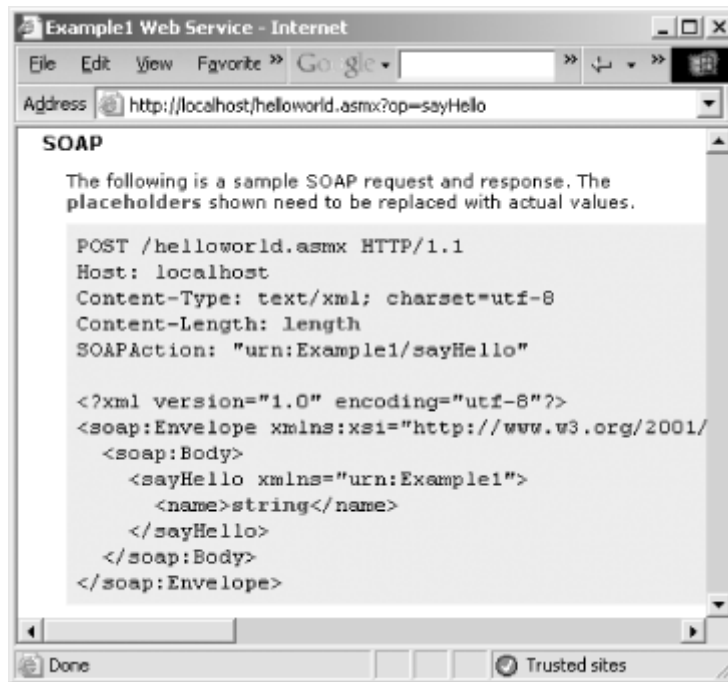 Example1 Web Service - Internet
File Edit View Favorite » Google »  »
Address http://localhost/helloworld.asmx?op=sayHello
SOAP
The following is a sample SOAP request and response. The
placeholders shown need to be replaced with actual values.
POST /helloworld.asmx HTTP/1.1
Host: localhost
Content-Type: text/xml; charset=utf-8
Content-Length: length
SOAPAction: "urn:Example1/sayHello"
<?xml version="1.0" encoding="utf-8"?>
<soap:Envelope xmlns:xsi="http://www.w3.org/2001/
<soap:Body>
<sayHello xmlns="urn:Example1">
<name>string</name>
</sayHello>
</soap:Body>
</soap:Envelope>
Done Trusted sites